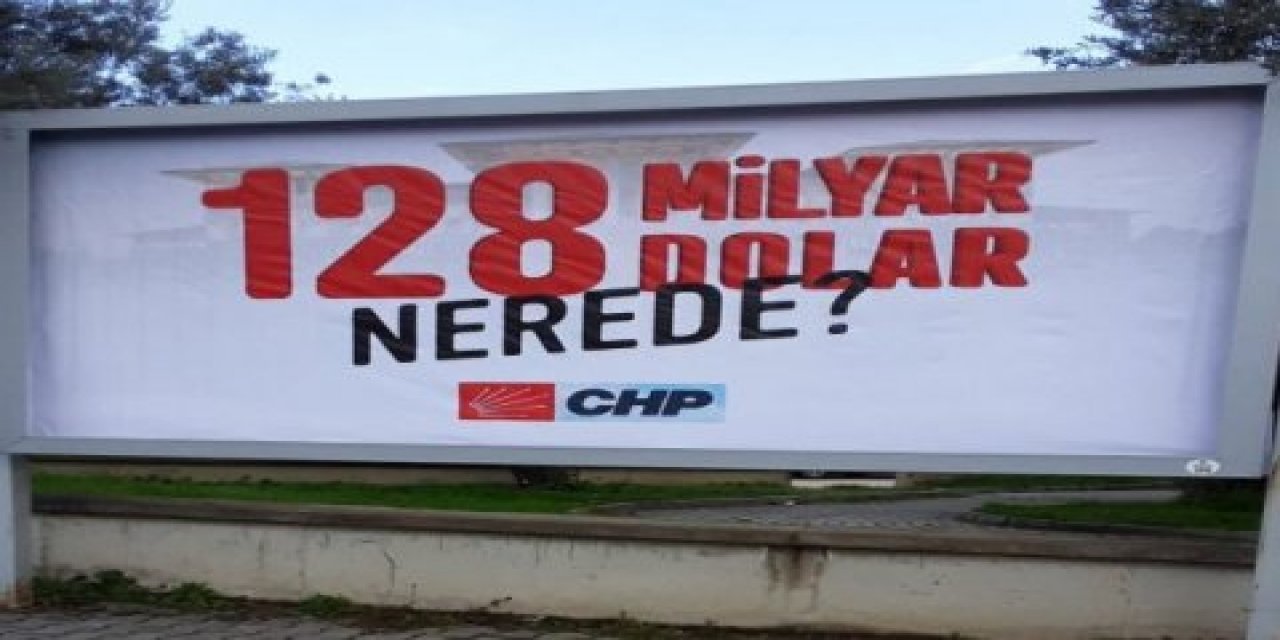 128 MİLYAR
DOLAR
NEREDE?
CHP